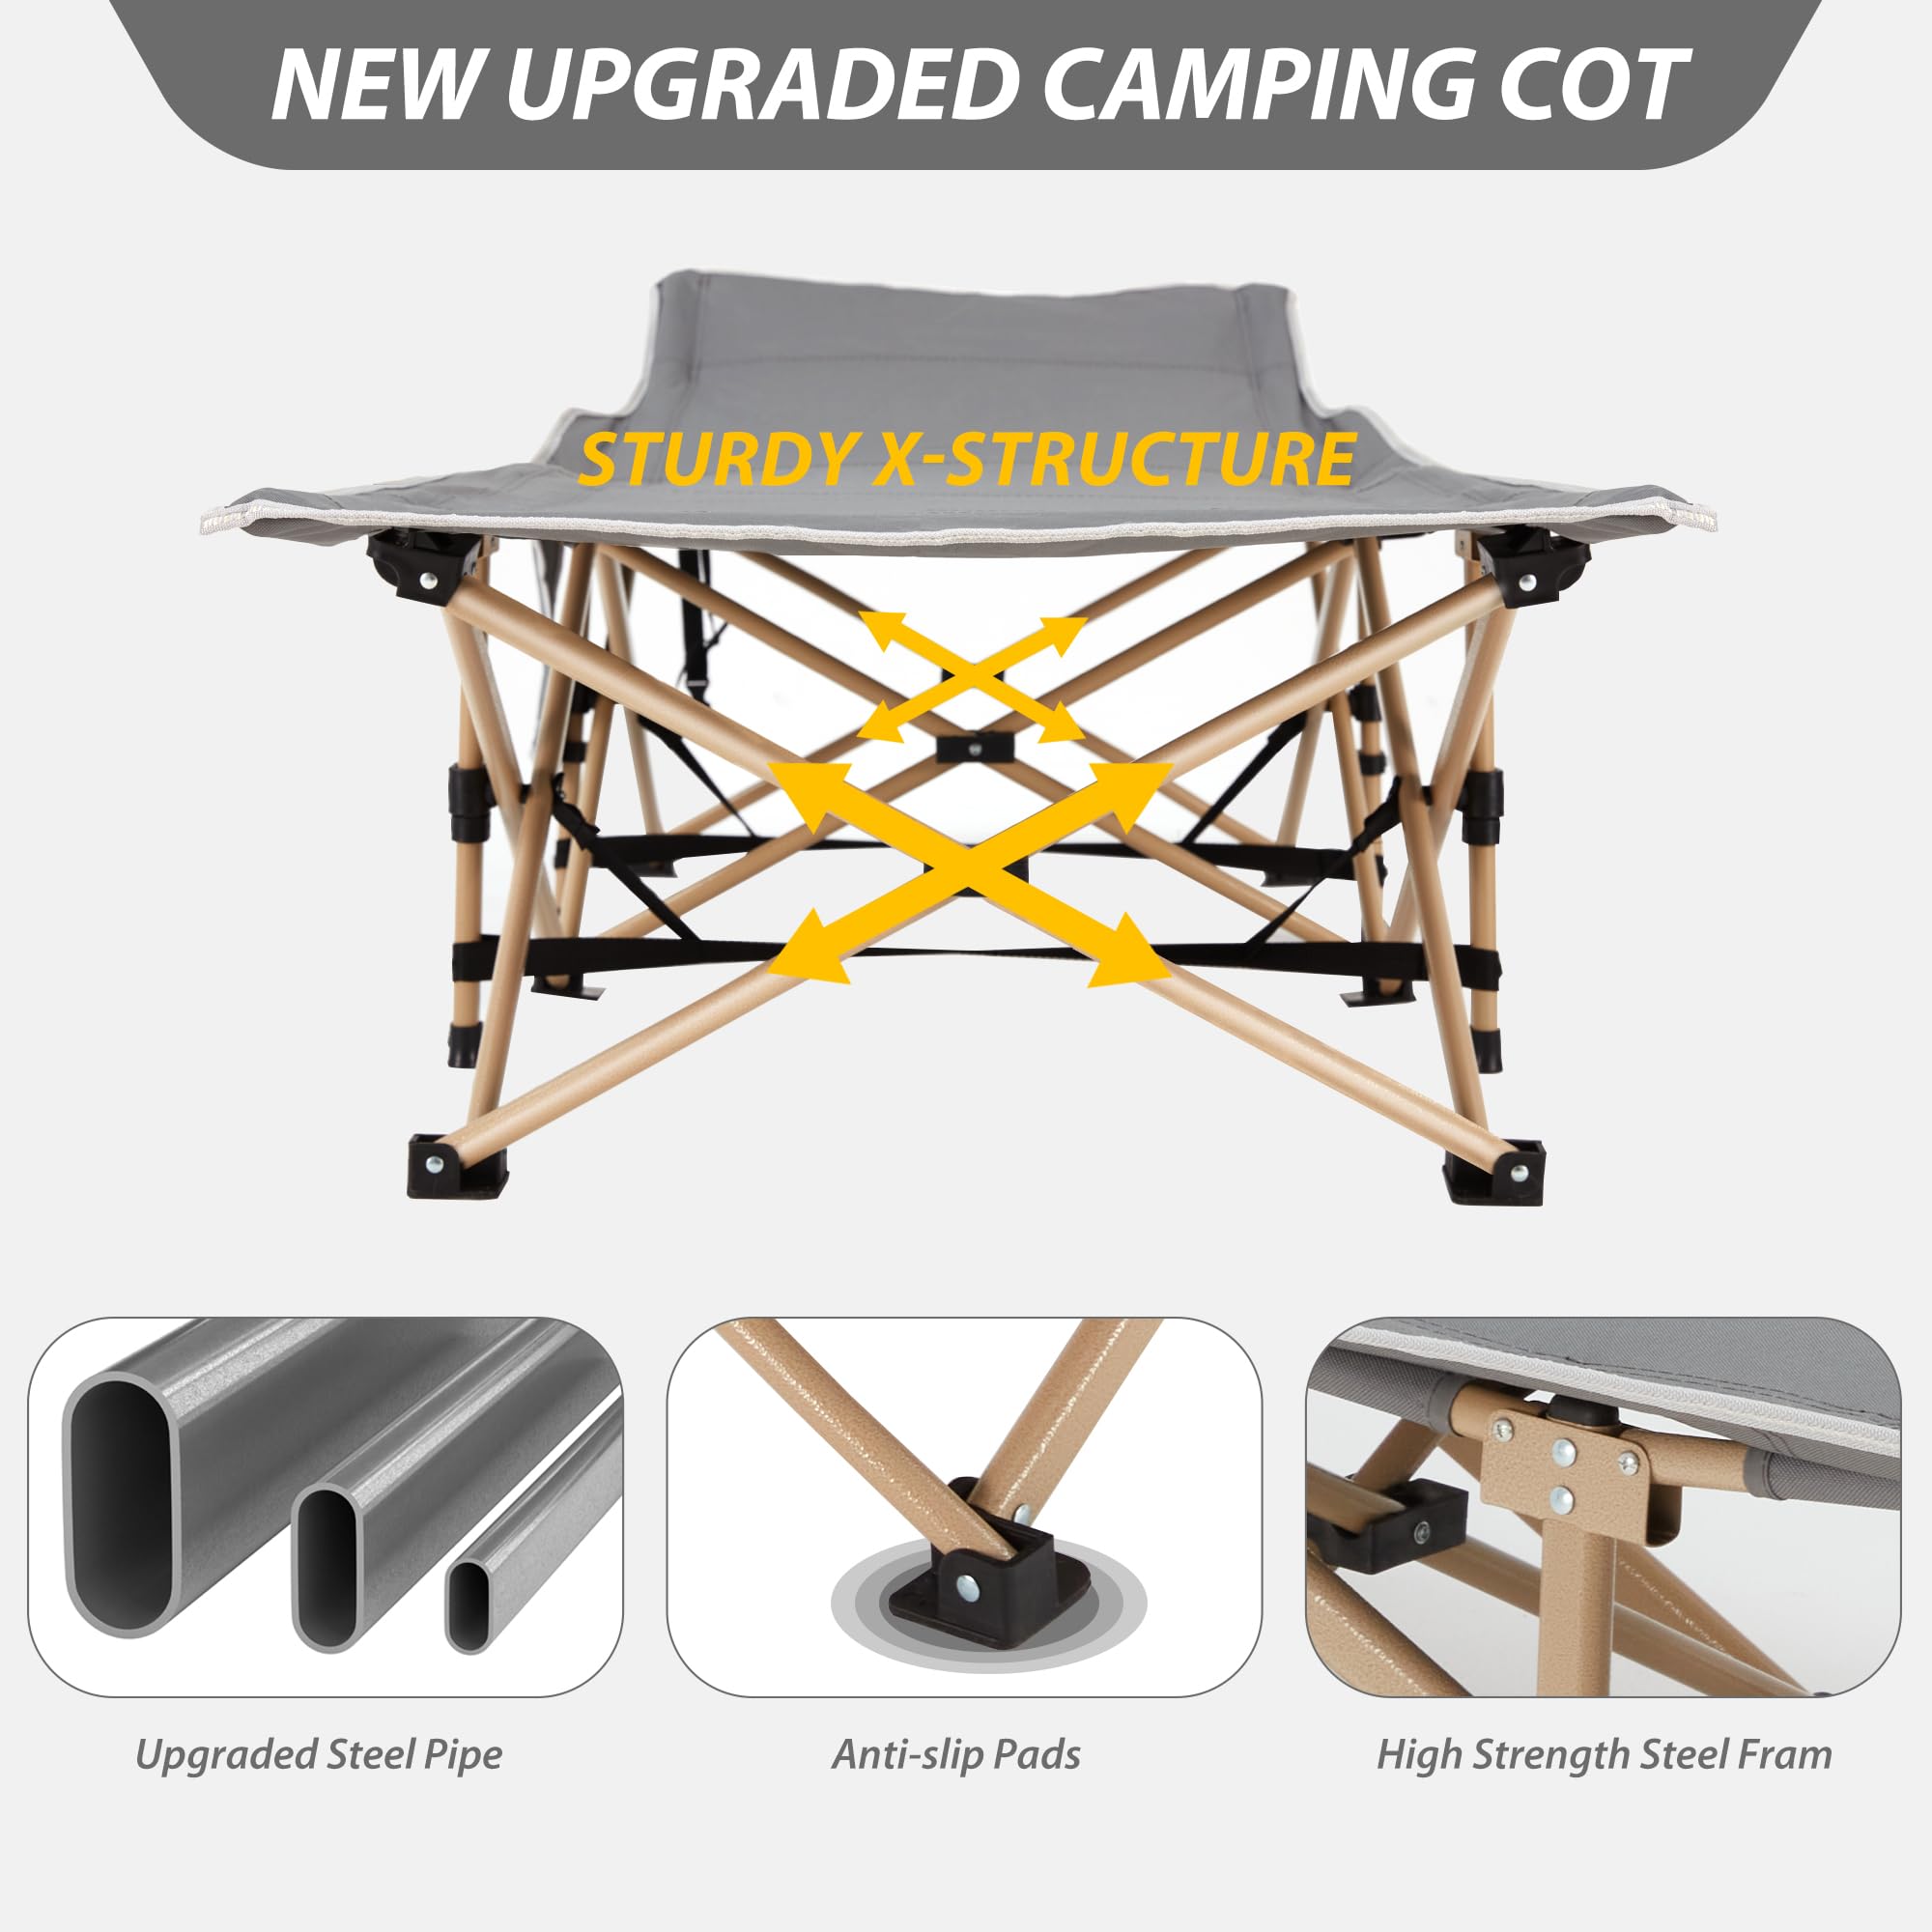 NEW UPGRADED CAMPING COT
STURDY X-STRUCTURE
Upgraded Steel Pipe
Anti-slip Pads
High Strength Steel Fram